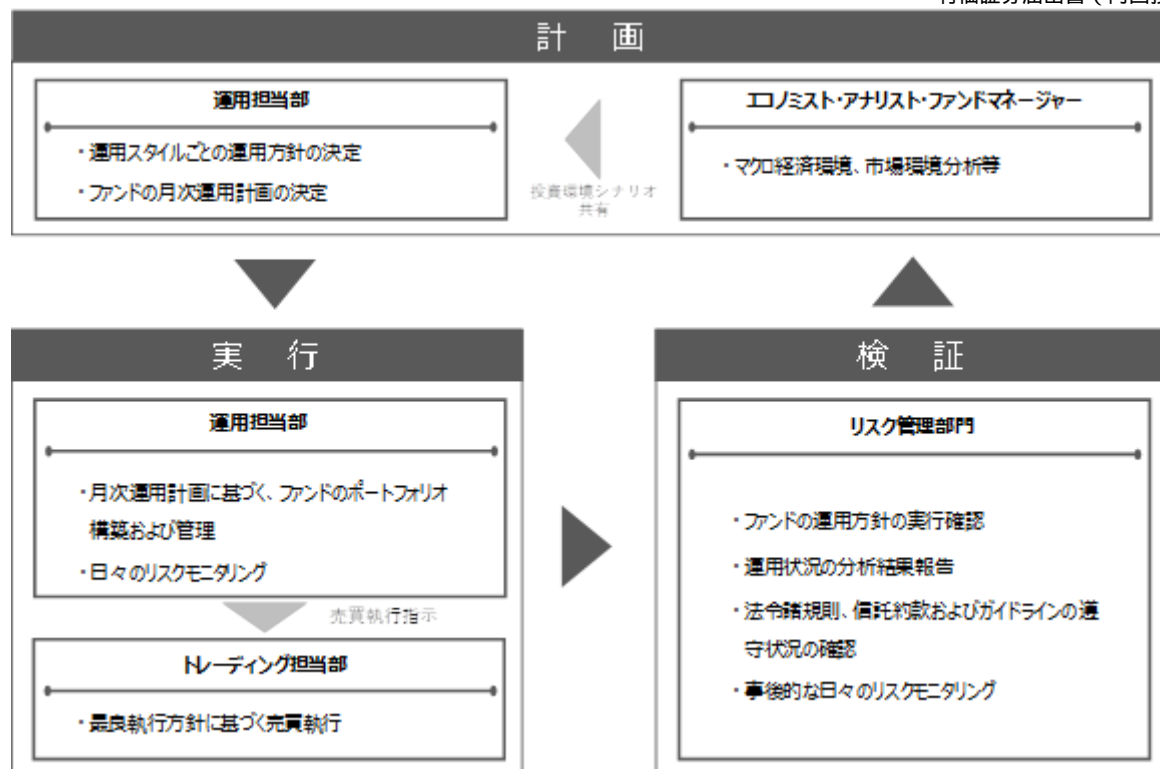 計 画
運用担当部
・運用スタイルごとの運用方針の決定
・ファンドの月次運用計画の決定
投資環境シナリオ
共有
エコノミスト・アナリスト・ファンドマネージャー
・マクロ経済環境、市場環境分析等
実 行
運用担当部
・月次運用計画に基づく、ファンドのポートフォリオ
構築および管理
・日々のリスクモニタリング
売買執行指示
トレーディング担当部
・最良執行方針に基づく売買執行
検 証
リスク管理部門
・ファンドの運用方針の実行確認
・運用状況の分析結果報告
・法令諸規則、信託約款およびガイドラインの遵
守状況の確認
・事後的な日々のリスクモニタリング